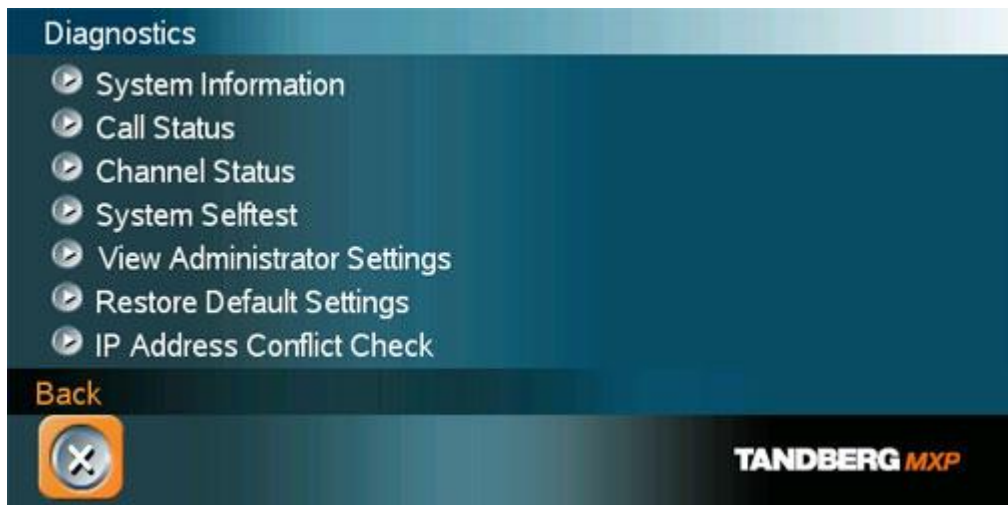 Diagnostics
System Information
Call Status
Channel Status
System Selftest
View Administrator Settings
Restore Default Settings
IP Address Conflict Check
Back
TANDBERG MXP